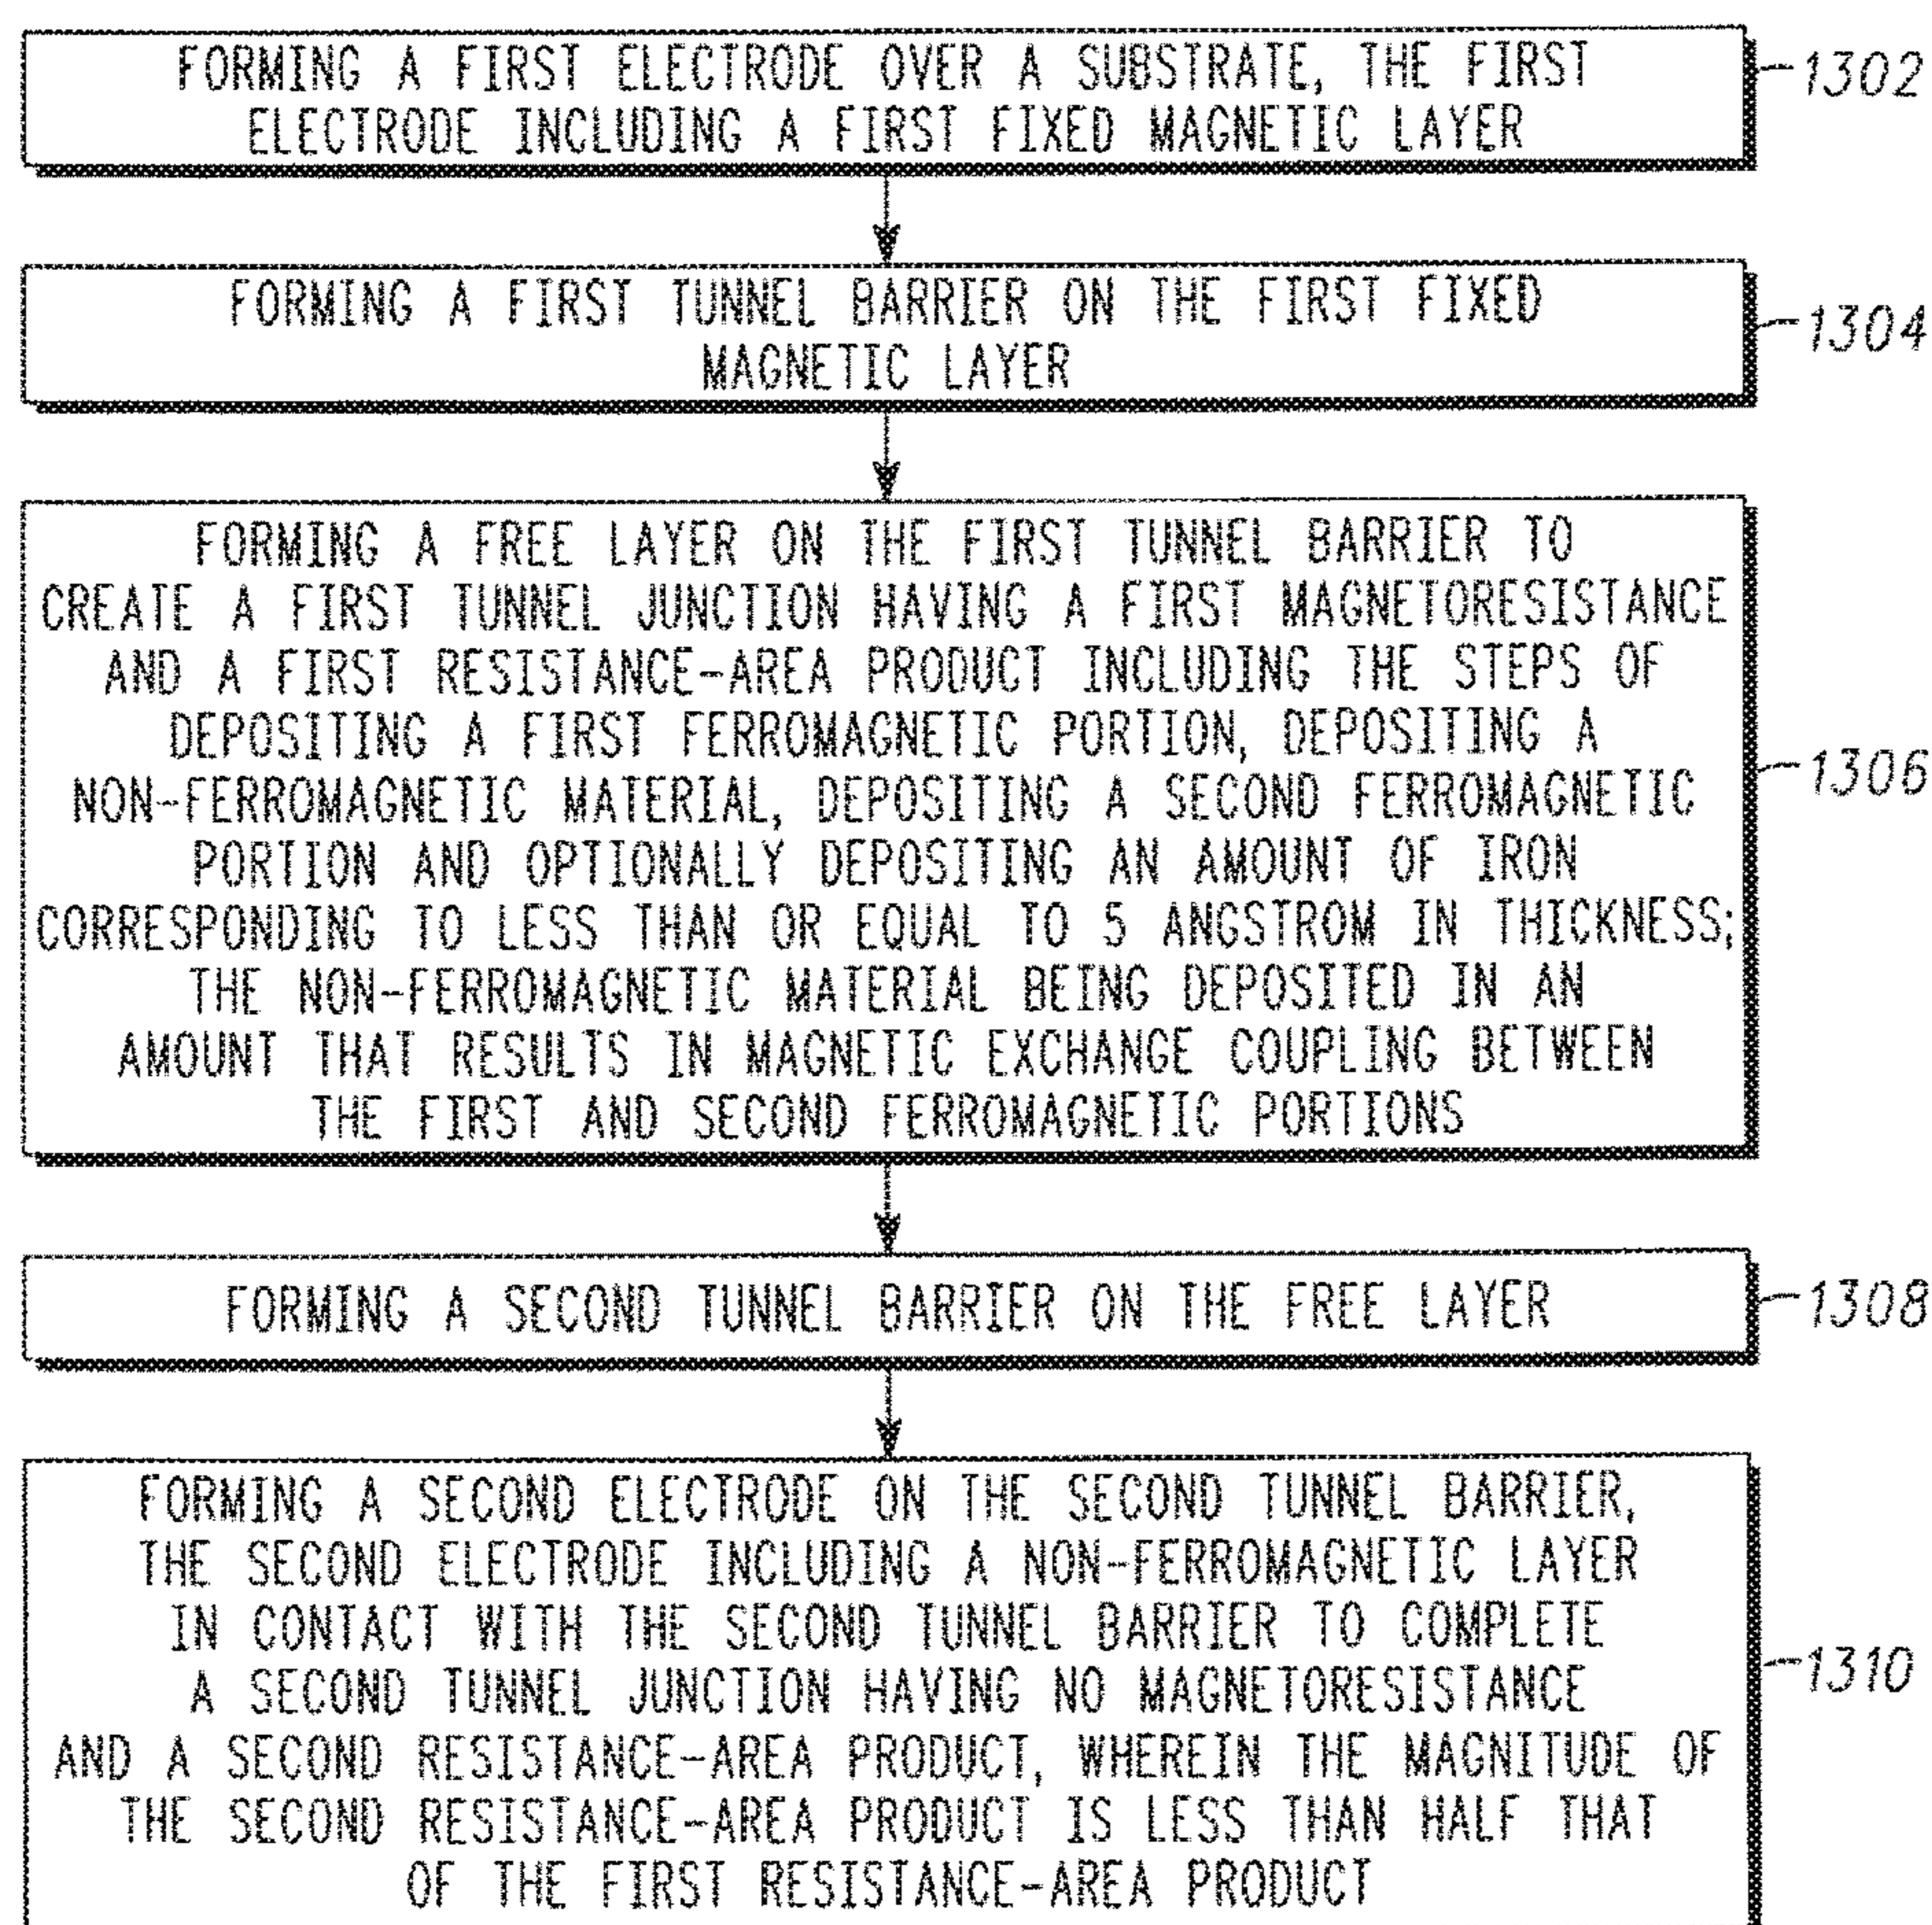 FORMING A FIRST ELECTRODE OVER A SUBSTRATE, THE FIRST
ELECTRODE INCLUDING A FIRST FIXED MAGNETIC LAYER
1302
FORMING A FIRST TUNNEL BARRIER ON THE FIRST FIXED
MAGNETIC LAYER
1304
FORMING A FREE LAYER ON THE FIRST TUNNEL BARRIER TO
CREATE A FIRST TUNNEL JUNCTION HAVING A FIRST MAGNETORESISTANCE
AND A FIRST RESISTANCE-AREA PRODUCT INCLUDING THE STEPS OF
DEPOSITING A FIRST FERROMAGNETIC PORTION, DEPOSITING A
NON-FERROMAGNETIC MATERIAL, DEPOSITING A SECOND FERROMAGNETIC
PORTION AND OPTIONALLY DEPOSITING AN AMOUNT OF IRON
CORRESPONDING TO LESS THAN OR EQUAL TO 5 ANGSTROM IN THICKNESS;
THE NON-FERROMAGNETIC MATERIAL BEING DEPOSITED IN AN
AMOUNT THAT RESULTS IN MAGNETIC EXCHANGE COUPLING BETWEEN
THE FIRST AND SECOND FERROMAGNETIC PORTIONS
1306
FORMING A SECOND TUNNEL BARRIER ON THE FREE LAYER
1308
FORMING A SECOND ELECTRODE ON THE SECOND TUNNEL BARRIER,
THE SECOND ELECTRODE INCLUDING A NON-FERROMAGNETIC LAYER
IN CONTACT WITH THE SECOND TUNNEL BARRIER TO COMPLETE
A SECOND TUNNEL JUNCTION HAVING NO MAGNETORESISTANCE
AND A SECOND RESISTANCE-AREA PRODUCT, WHEREIN THE MAGNITUDE OF
THE SECOND RESISTANCE-AREA PRODUCT IS LESS THAN HALF THAT
OF THE FIRST RESISTANCE-AREA PRODUCT
1310